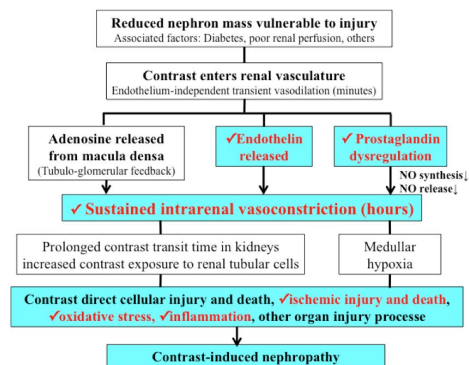 Reduced nephron mass vulnerable to injury
Associated factors: Diabetes, poor renal perfusion, others
Contrast enters renal vasculature
Endothelium-independent transient vasodilation (minutes)
Adenosine released
from macula densa
(Tubulo-glomerular feedback)
✓Endothelin
released
✓Prostaglandin
dysregulation
NO synthesis↓
NO release↓
✓Sustained intrarenal vasoconstriction (hours)
Prolonged contrast transit time in kidneys
increased contrast exposure to renal tubular cells
Medullar
hypoxia
Contrast direct cellular injury and death, ✓ischemic injury and death,
✓oxidative stress, ✓inflammation, other organ injury processe
Contrast-induced nephropathy